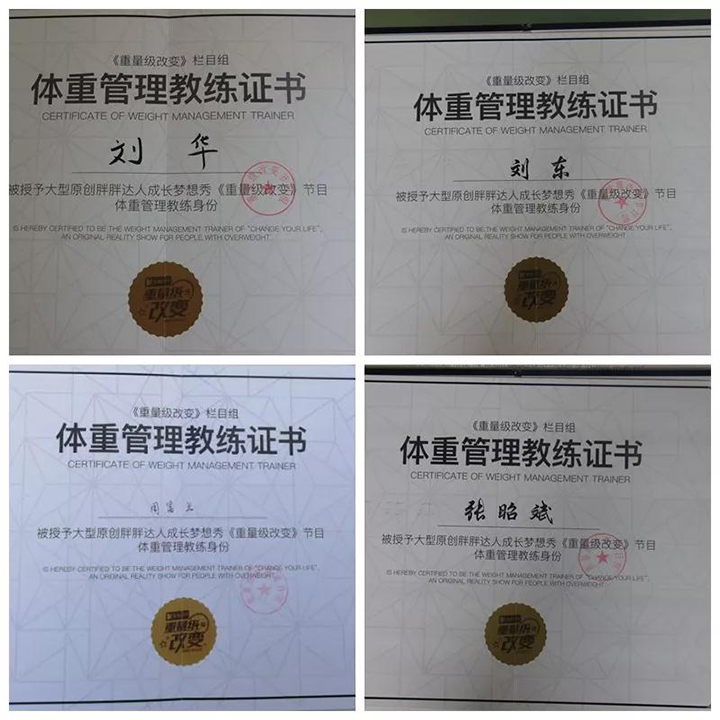 《重量级改变》栏目组
体重管理教练证书
CERTIFICATE OF WEIGHT MANAGEMENT TRAINER
刘 华
被授予大型原创胖胖达人成长梦想秀《重量级改变》节目
体重管理教练身份
IS HEREBY CERTIFIED TO BE THE WEIGHT MANAGEMENT TRAINER OF "CHANGE YOUR LIFE",
AN ORIGINAL REALITY SHOW FOR PEOPLE WITH OVERWEIGHT
重量级的
改变
《重量级改变》栏目组
体重管理教练证书
CERTIFICATE OF WEIGHT MANAGEMENT TRAINER
刘 东
被授予大型原创胖胖达人成长梦想秀《重量级改变》节目
体重管理教练身份
IS HEREBY CERTIFIED TO BE THE WEIGHT MANAGEMENT TRAINER OF "CHANGE YOUR LIFE",
AN ORIGINAL REALITY SHOW FOR PEOPLE WITH OVERWEIGHT
重量级的
改变
《重量级改变》栏目组
体重管理教练证书
CERTIFICATE OF WEIGHT MANAGEMENT TRAINER
被授予大型原创胖胖达人成长梦想秀《重量级改变》节目
体重管理教练身份
IS HEREBY CERTIFIED TO BE THE WEIGHT MANAGEMENT TRAINER OF "CHANGE YOUR LIFE",
AN ORIGINAL REALITY SHOW FOR PEOPLE WITH OVERWEIGHT
重量级的
改变
《重量级改变》栏目组
体重管理教练证书
CERTIFICATE OF WEIGHT MANAGEMENT TRAINER
张昭斌
被授予大型原创胖胖达人成长梦想秀《重量级改变》节目
体重管理教练身份
IS HEREBY CERTIFIED TO BE THE WEIGHT MANAGEMENT TRAINER OF "CHANGE YOUR LIFE",
AN ORIGINAL REALITY SHOW FOR PEOPLE WITH OVERWEIGHT
重量级的
改变